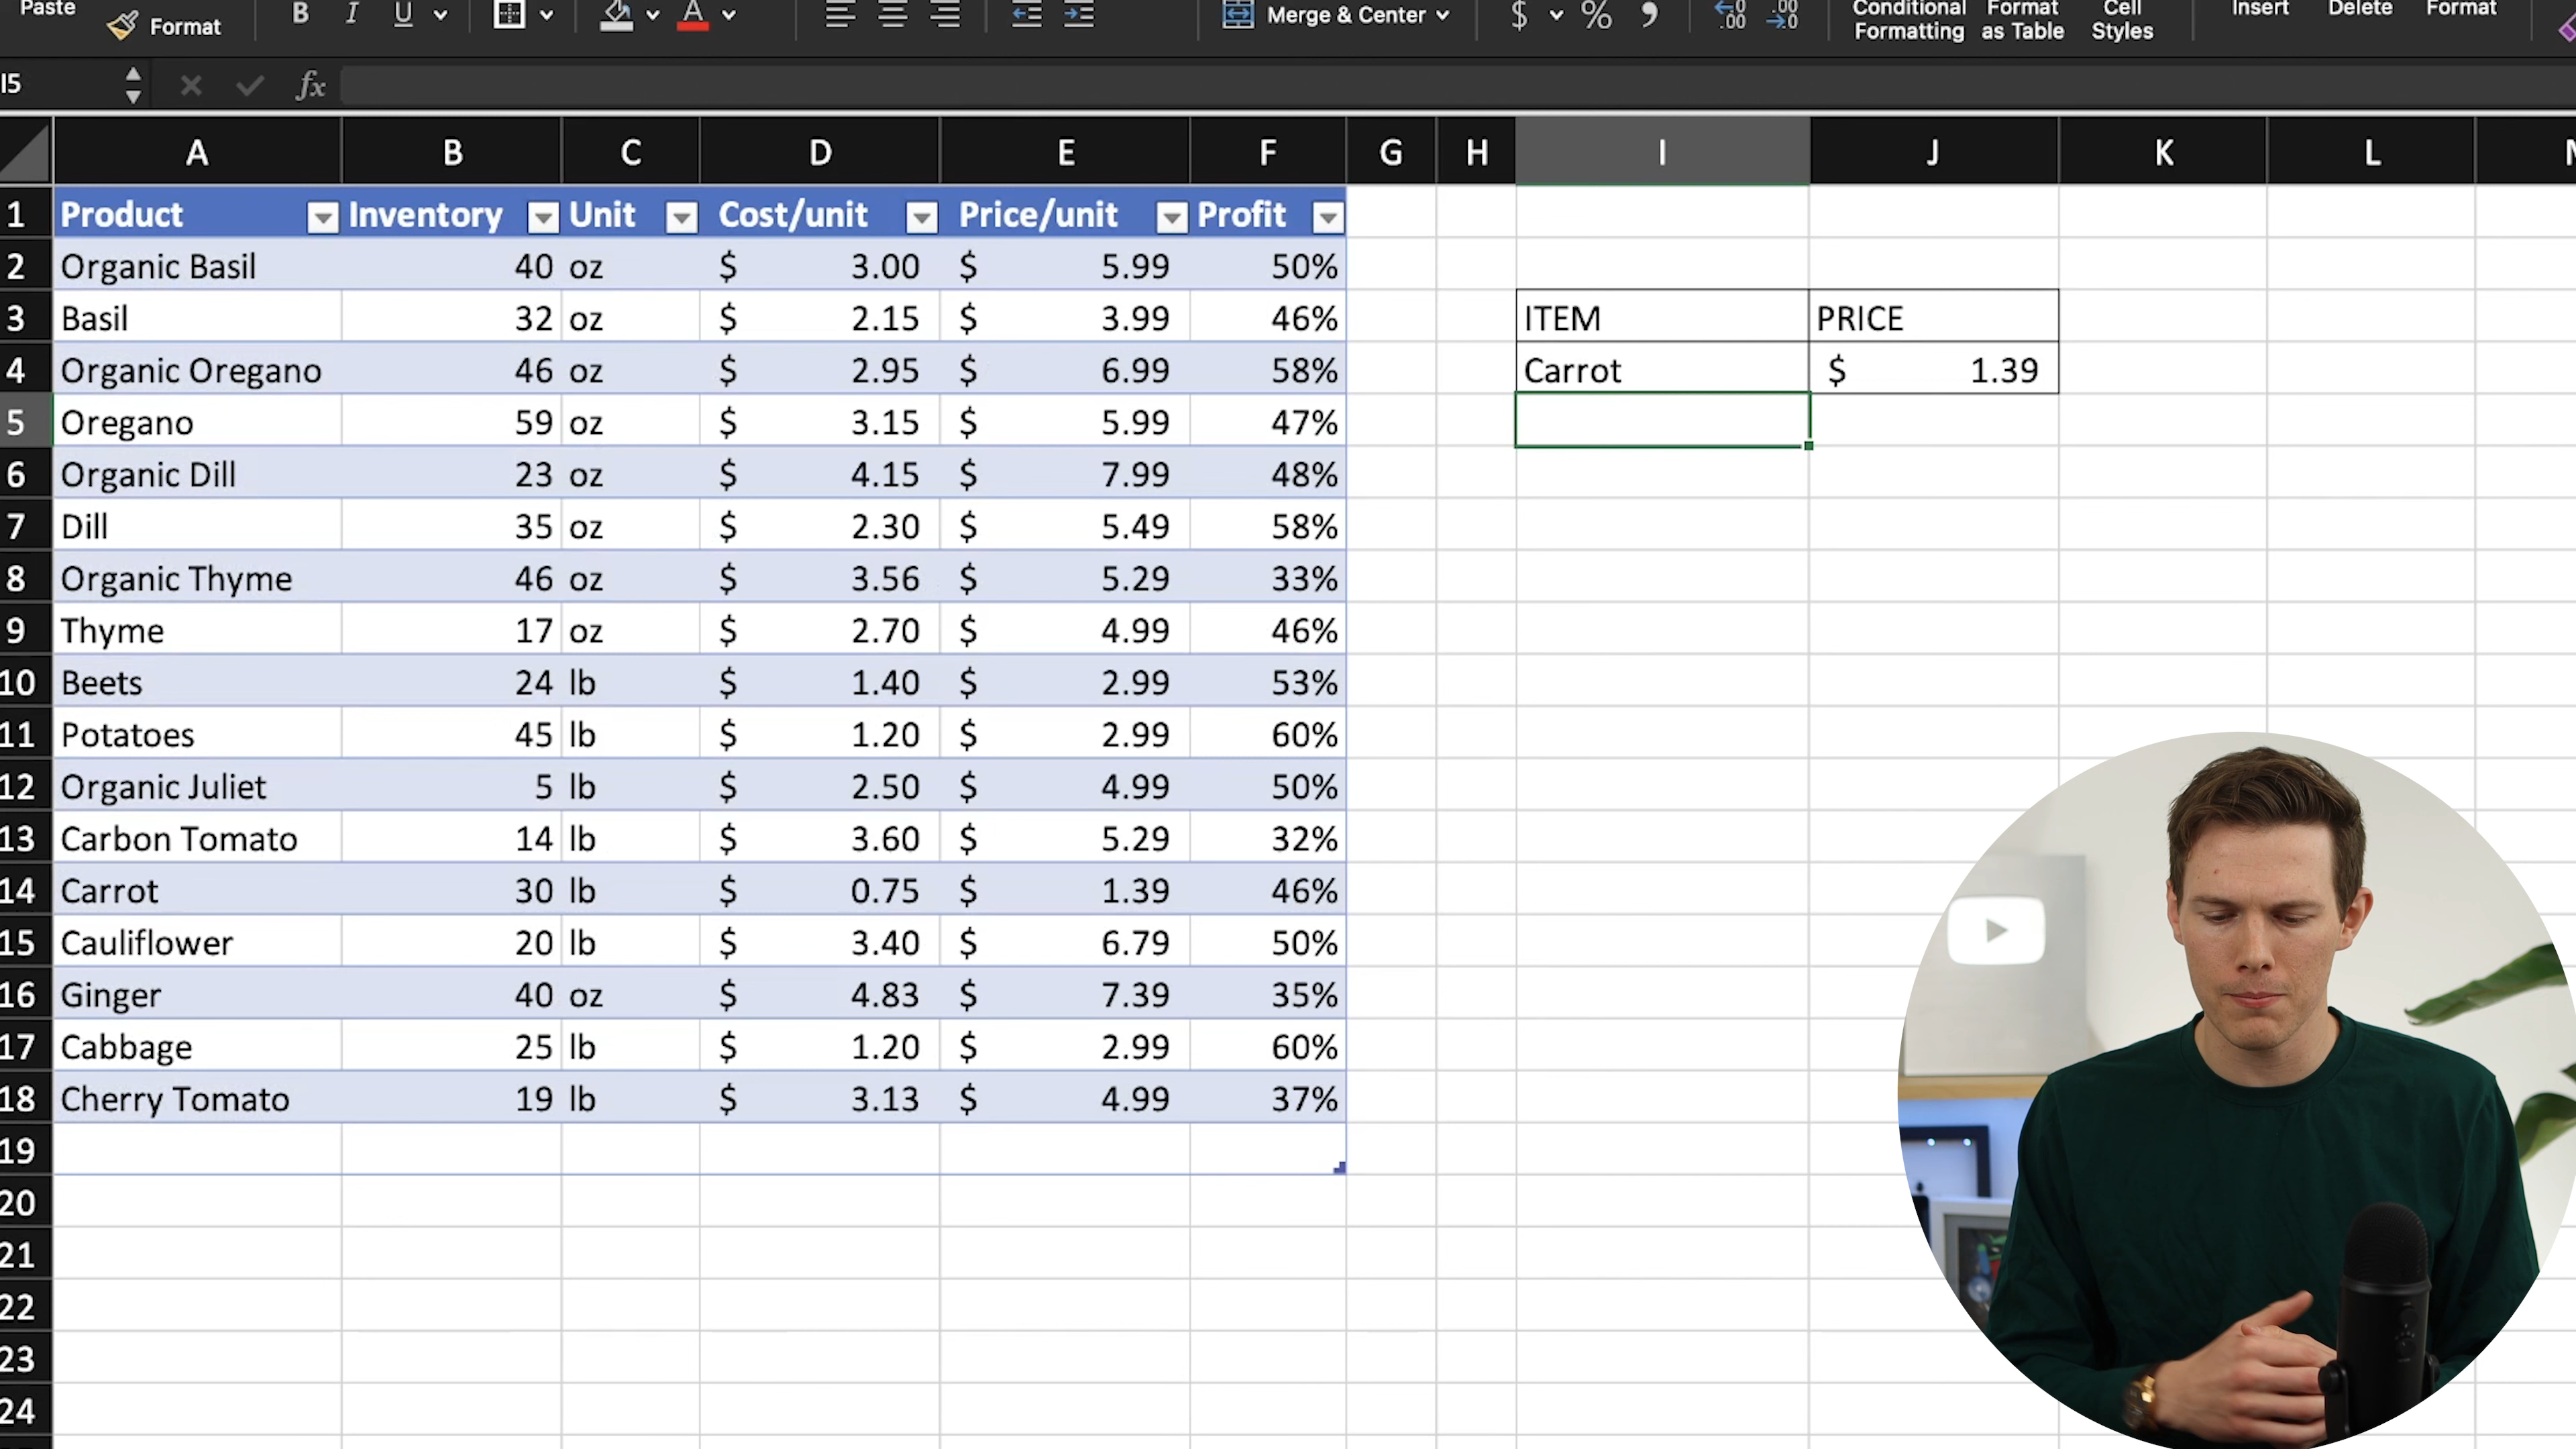 Paste
Format
B I U
A
Merge & Center
$ % 9
Conditional Formatting
Format as Table
Cell Styles
Insert
Delete
Format
I5
fx
A B C D E F G H I J K L
1 Product Inventory Unit Cost/unit Price/unit Profit
2 Organic Basil 40 oz $ 3.00 $ 5.99 50%
3 Basil 32 oz $ 2.15 $ 3.99 46% ITEM PRICE
4 Organic Oregano 46 oz $ 2.95 $ 6.99 58% Carrot $ 1.39
5 Oregano 59 oz $ 3.15 $ 5.99 47%
6 Organic Dill 23 oz $ 4.15 $ 7.99 48%
7 Dill 35 oz $ 2.30 $ 5.49 58%
8 Organic Thyme 46 oz $ 3.56 $ 5.29 33%
9 Thyme 17 oz $ 2.70 $ 4.99 46%
10 Beets 24 lb $ 1.40 $ 2.99 53%
11 Potatoes 45 lb $ 1.20 $ 2.99 60%
12 Organic Juliet 5 lb $ 2.50 $ 4.99 50%
13 Carbon Tomato 14 lb $ 3.60 $ 5.29 32%
14 Carrot 30 lb $ 0.75 $ 1.39 46%
15 Cauliflower 20 lb $ 3.40 $ 6.79 50%
16 Ginger 40 oz $ 4.83 $ 7.39 35%
17 Cabbage 25 lb $ 1.20 $ 2.99 60%
18 Cherry Tomato 19 lb $ 3.13 $ 4.99 37%
19
20
21
22
23
24